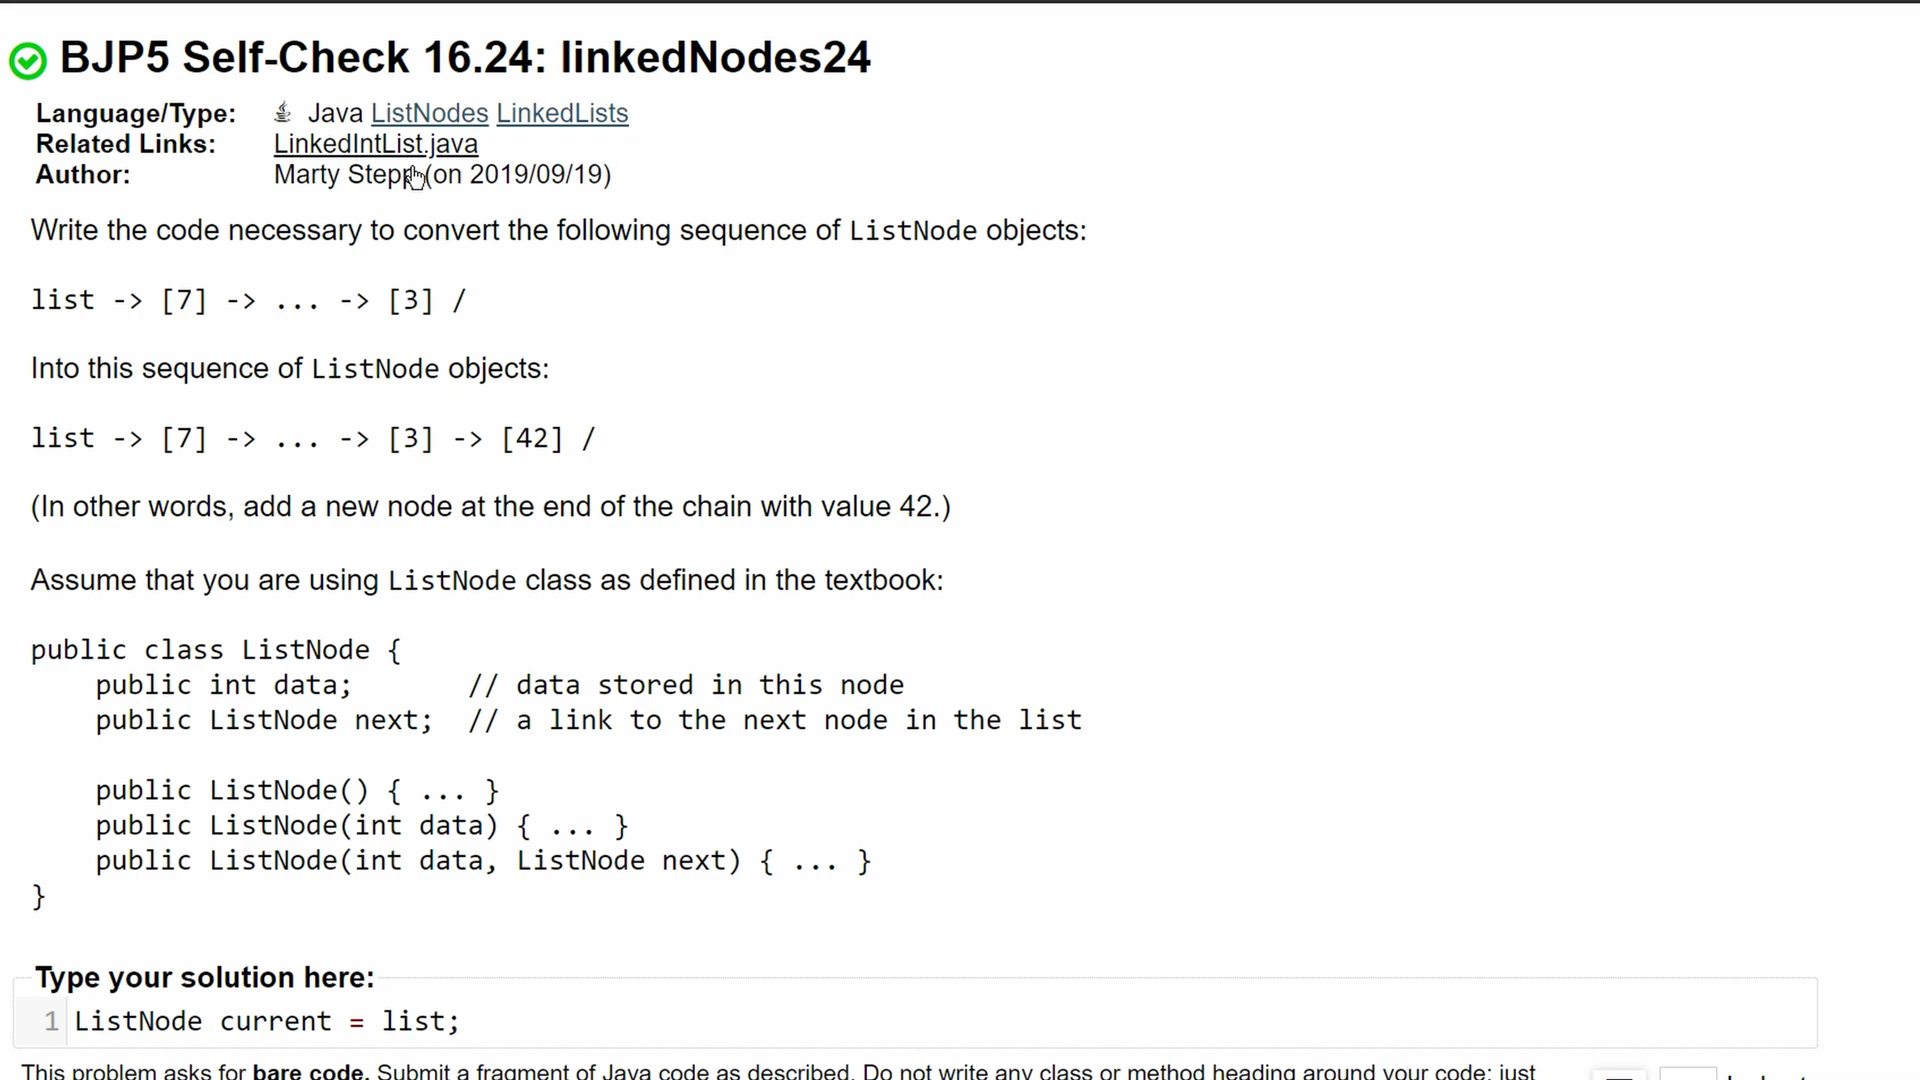 BJP5 Self-Check 16.24: linkedNodes24
Language/Type: Java ListNodes LinkedLists
Related Links: LinkedIntList.java
Author: Marty Stepp (on 2019/09/19)
Write the code necessary to convert the following sequence of ListNode objects:
list -> [7] -> ... -> [3] /
Into this sequence of ListNode objects:
list -> [7] -> ... -> [3] -> [42] /
(In other words, add a new node at the end of the chain with value 42.)
Assume that you are using ListNode class as defined in the textbook:
public class ListNode {
    public int data;       // data stored in this node
    public ListNode next;  // a link to the next node in the list
    public ListNode() { ... }
    public ListNode(int data) { ... }
    public ListNode(int data, ListNode next) { ... }
}
Type your solution here:
1 ListNode current = list;
This problem asks for bare code. Submit a fragment of Java code as described. Do not write any class or method heading around your code; just